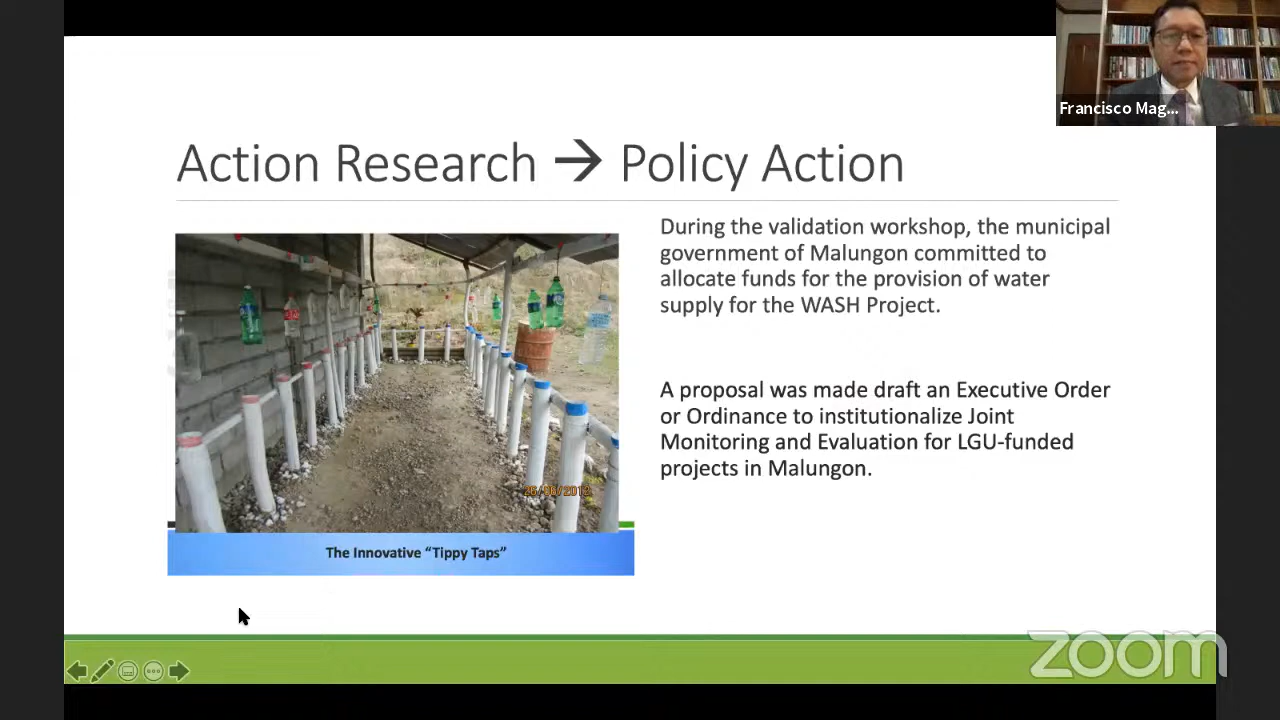 Francisco Mag...
Action Research → Policy Action
During the validation workshop, the municipal
government of Malungon committed to
allocate funds for the provision of water
supply for the WASH Project.
A proposal was made draft an Executive Order
or Ordinance to institutionalize Joint
Monitoring and Evaluation for LGU-funded
projects in Malungon.
The Innovative “Tippy Taps”
zoom